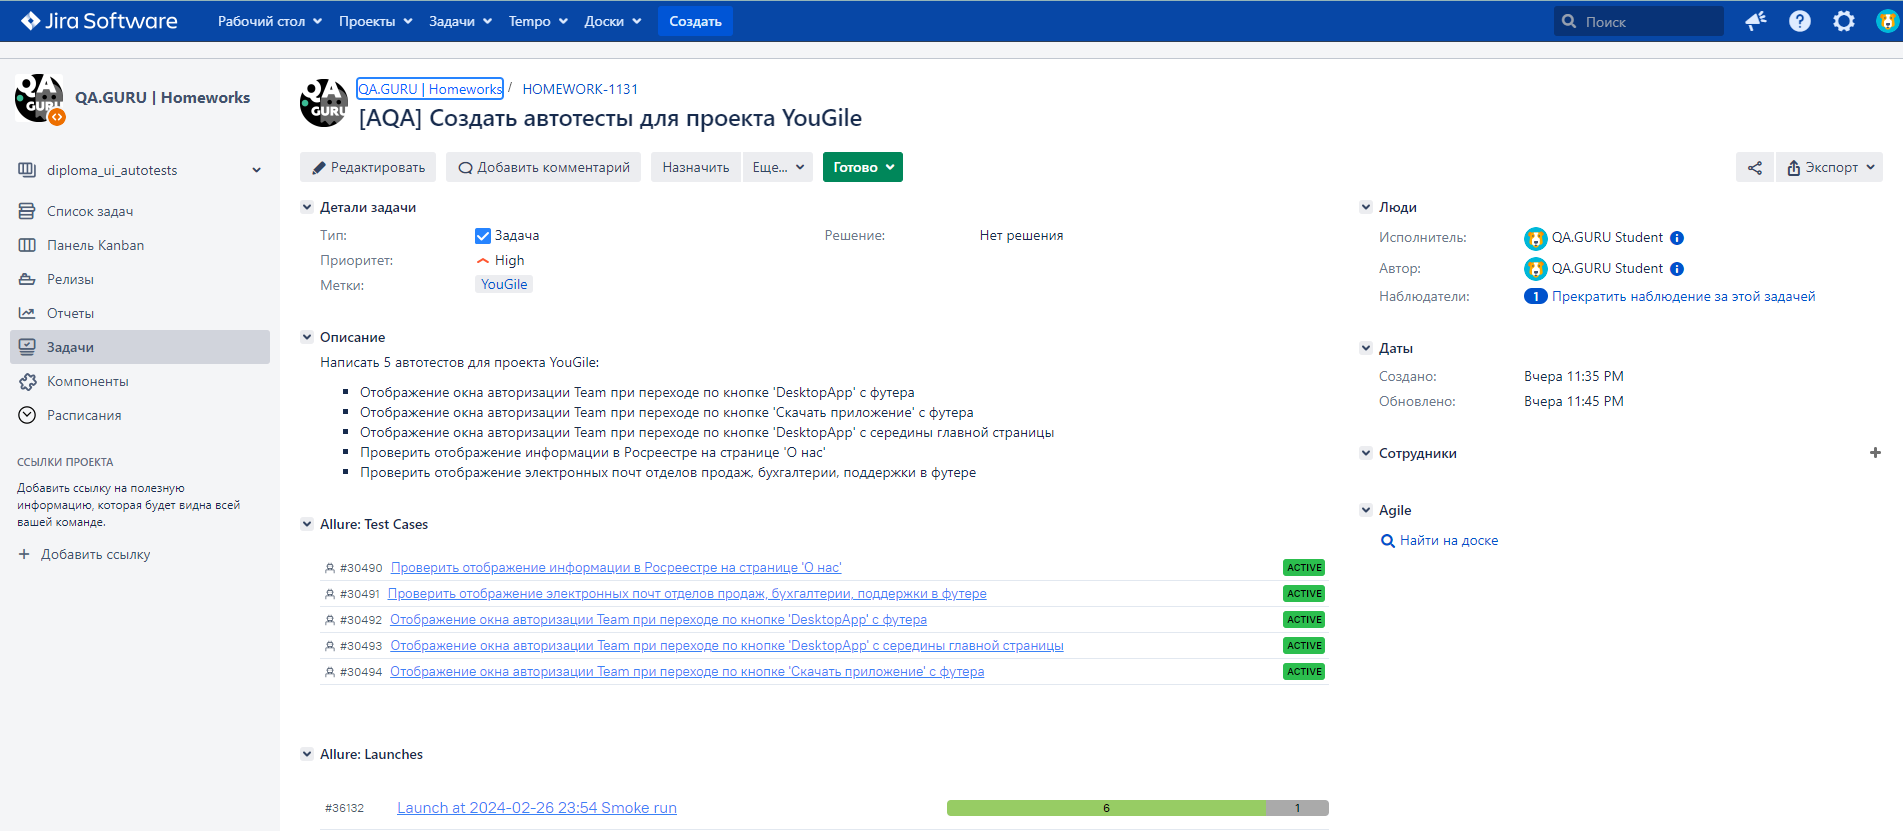 Jira Software Рабочий стол Проекты Задачи Tempo Доски Создать Поиск
QA.GURU | Homeworks
diploma_ui_autotests
Список задач
Панель Kanban
Релизы
Отчеты
Задачи
Компоненты
Расписания
ССЫЛКИ ПРОЕКТА
Добавить ссылку на полезную
информацию, которая будет видна всей
вашей команде.
+ Добавить ссылку
QA GURU
QA.GURU | Homeworks / HOMEWORK-1131
[AQA] Создать автотесты для проекта YouGile
Редактировать Добавить комментарий Назначить Еще... Готово Экспорт
Детали задачи
Тип: Задача Решение: Нет решения
Приоритет: High
Метки: YouGile
Описание
Написать 5 автотестов для проекта YouGile:
Отображение окна авторизации Team при переходе по кнопке 'DesktopApp' с футера
Отображение окна авторизации Team при переходе по кнопке 'Скачать приложение' с футера
Отображение окна авторизации Team при переходе по кнопке 'DesktopApp' с середины главной страницы
Проверить отображение информации в Росреестре на странице 'О нас'
Проверить отображение электронных почт отделов продаж, бухгалтерии, поддержки в футере
Allure: Test Cases
#30490 Проверить отображение информации в Росреестре на странице 'О нас' ACTIVE
#30491 Проверить отображение электронных почт отделов продаж, бухгалтерии, поддержки в футере ACTIVE
#30492 Отображение окна авторизации Team при переходе по кнопке 'DesktopApp' с футера ACTIVE
#30493 Отображение окна авторизации Team при переходе по кнопке 'DesktopApp' с середины главной страницы ACTIVE
#30494 Отображение окна авторизации Team при переходе по кнопке 'Скачать приложение' с футера ACTIVE
Allure: Launches
#36132 Launch at 2024-02-26 23:54 Smoke run 6 1
Люди
Исполнитель: QA.GURU Student
Автор: QA.GURU Student
Наблюдатели: 1 Прекратить наблюдение за этой задачей
Даты
Создано: Вчера 11:35 PM
Обновлено: Вчера 11:45 PM
Сотрудники
Agile
Найти на доске